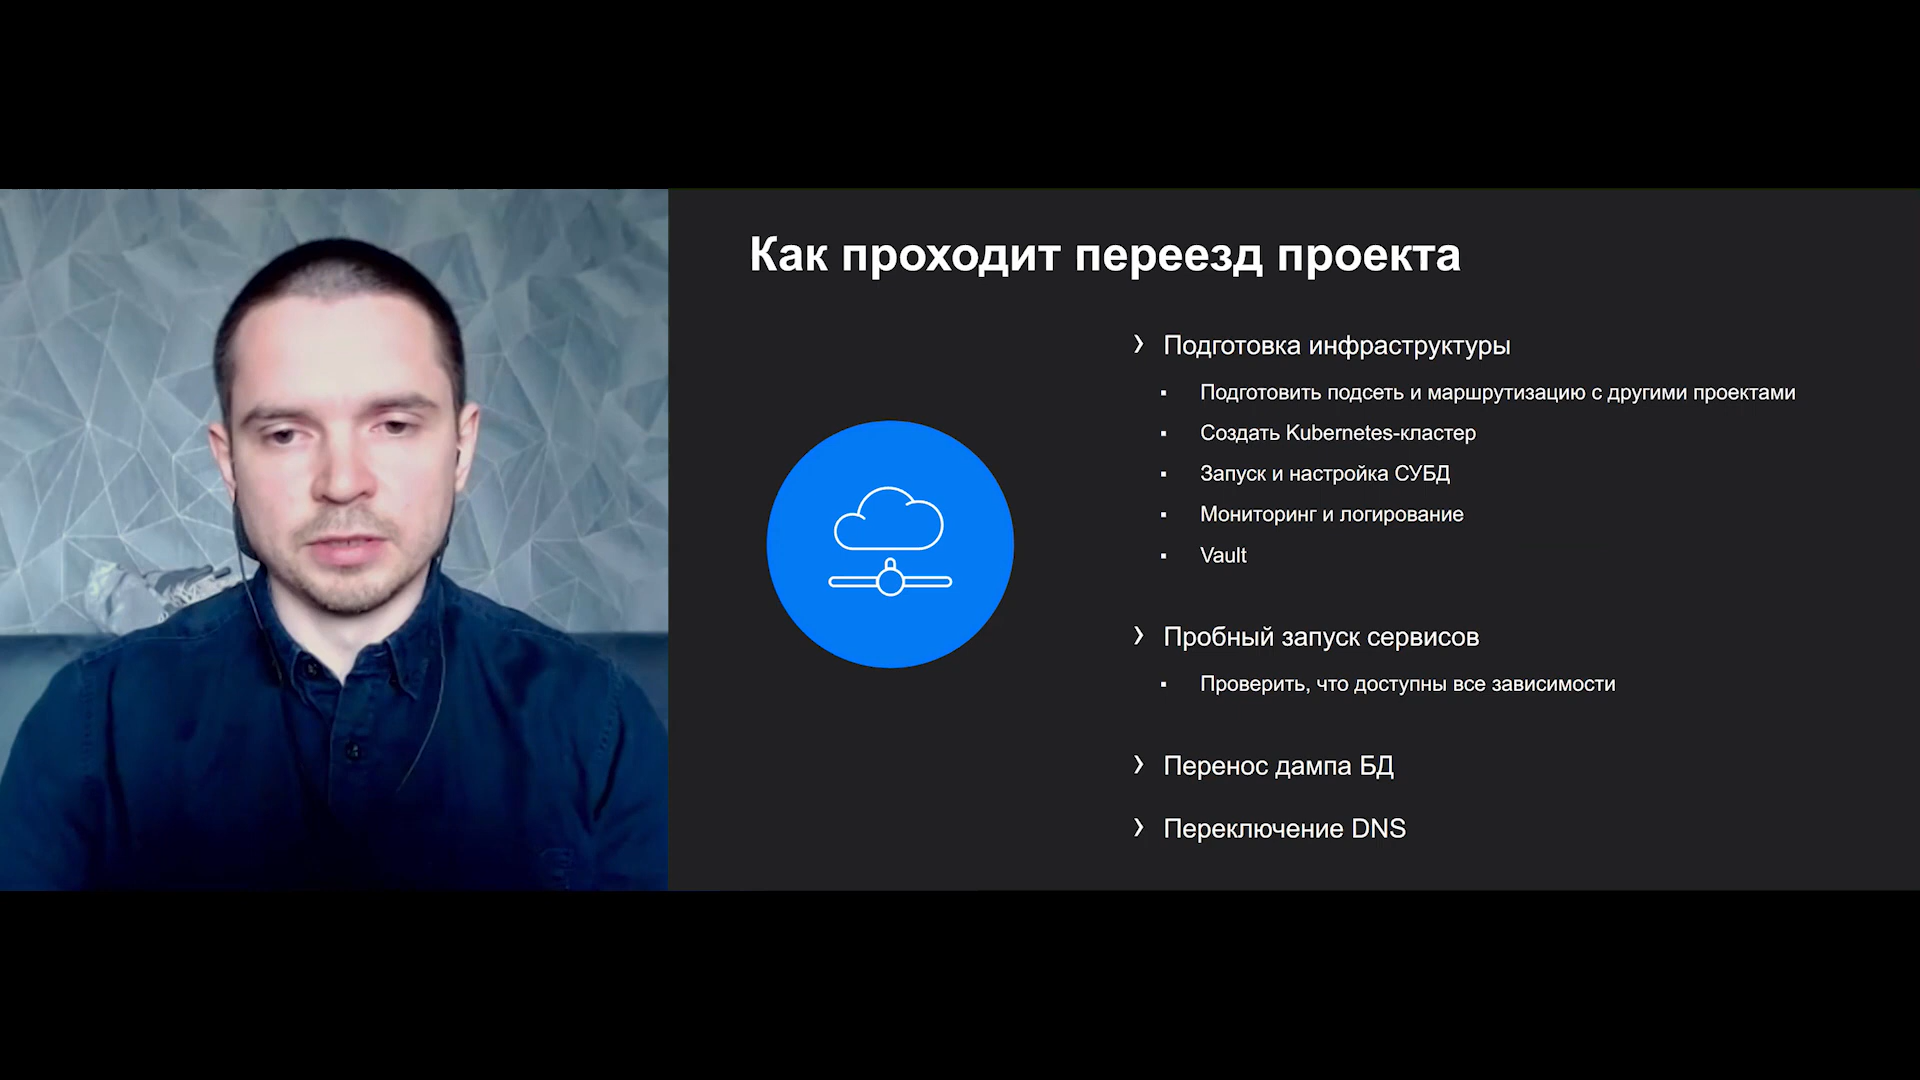 Как проходит переезд проекта
Подготовка инфраструктуры
Подготовить подсеть и маршрутизацию с другими проектами
Создать Kubernetes-кластер
Запуск и настройка СУБД
Мониторинг и логирование
Vault
Пробный запуск сервисов
Проверить, что доступны все зависимости
Перенос дампа БД
Переключение DNS